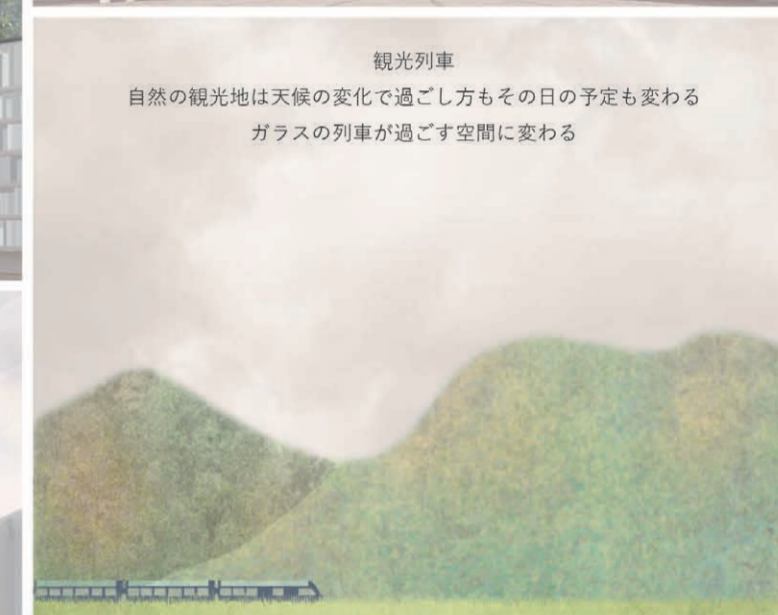 観光列車
自然の観光地は天候の変化で過ごし方もその日の予定も変わる
ガラスの列車が過ごす空間に変わる